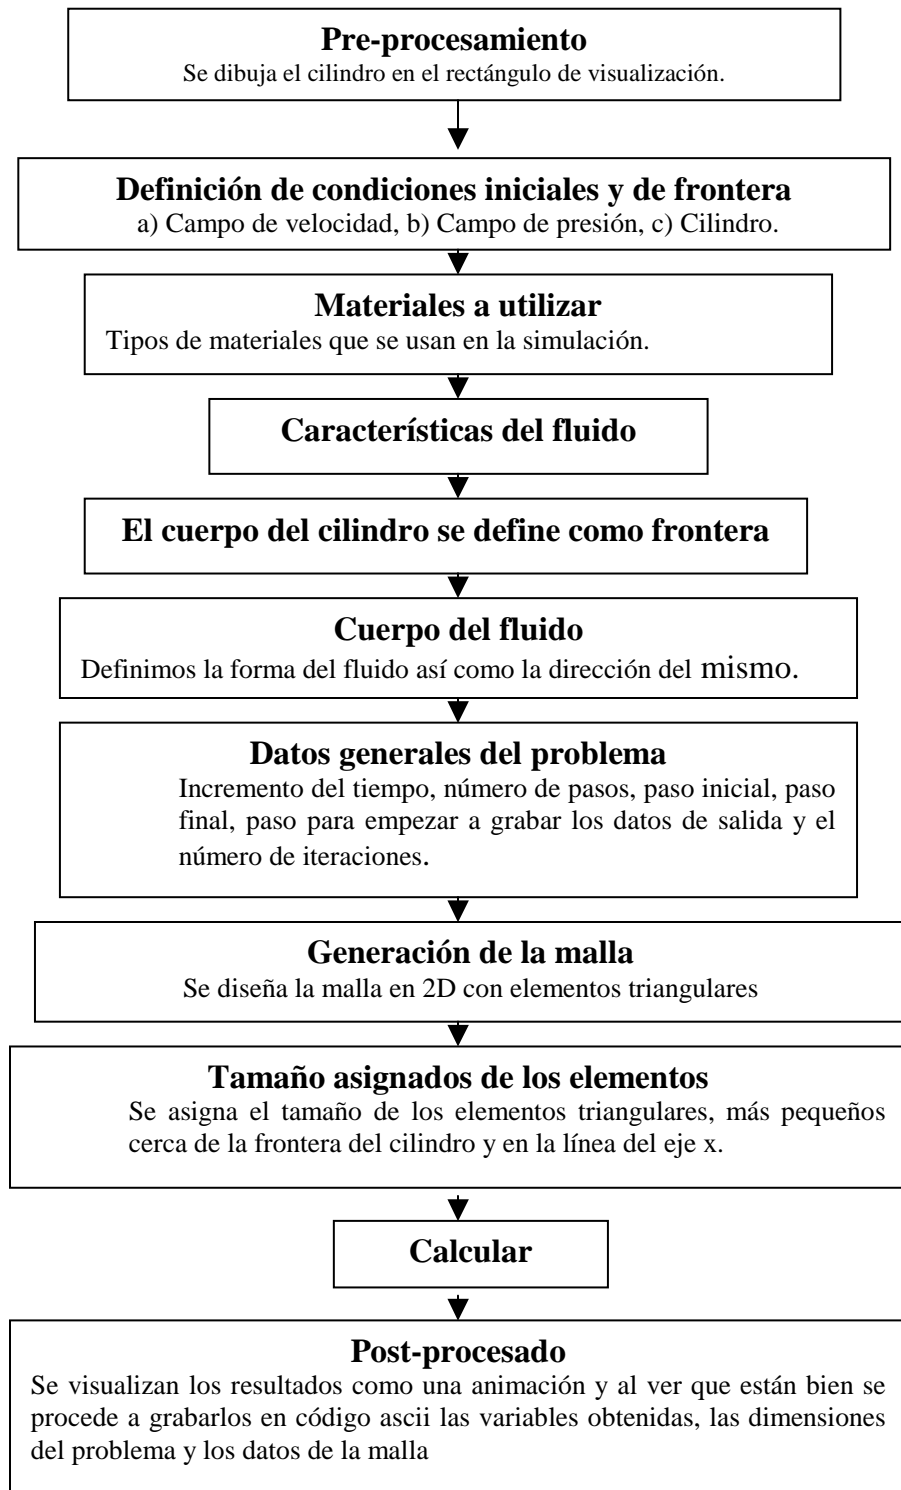 Pre-procesamiento
Se dibuja el cilindro en el rectángulo de visualización.
Definición de condiciones iniciales y de frontera
a) Campo de velocidad, b) Campo de presión, c) Cilindro.
Materiales a utilizar
Tipos de materiales que se usan en la simulación.
Características del fluido
El cuerpo del cilindro se define como frontera
Cuerpo del fluido
Definimos la forma del fluido así como la dirección del mismo.
Datos generales del problema
Incremento del tiempo, número de pasos, paso inicial, paso
final, paso para empezar a grabar los datos de salida y el
número de iteraciones.
Generación de la malla
Se diseña la malla en 2D con elementos triangulares
Tamaño asignados de los elementos
Se asigna el tamaño de los elementos triangulares, más pequeños
cerca de la frontera del cilindro y en la línea del eje x.
Calcular
Post-procesado
Se visualizan los resultados como una animación y al ver que están bien se
procede a grabarlos en código ascii las variables obtenidas, las dimensiones
del problema y los datos de la malla